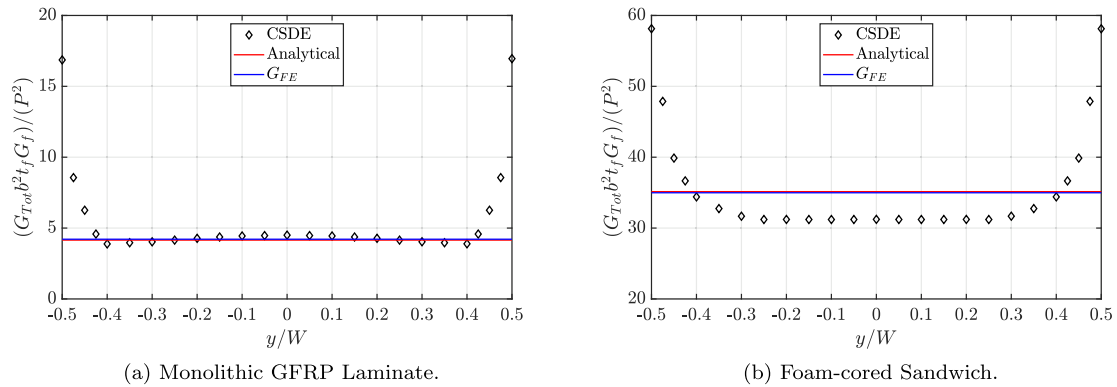 20
15
10
5
0
(G_{Tot}b^2t_fG_f)/(P^2)
CSDE
Analytical
G_{FE}
-0.5 -0.4 -0.3 -0.2 -0.1 0 0.1 0.2 0.3 0.4 0.5
y/W
(a) Monolithic GFRP Laminate.
60
50
40
30
20
(G_{Tot}b^2t_fG_f)/(P^2)
CSDE
Analytical
G_{FE}
-0.5 -0.4 -0.3 -0.2 -0.1 0 0.1 0.2 0.3 0.4 0.5
y/W
(b) Foam-cored Sandwich.